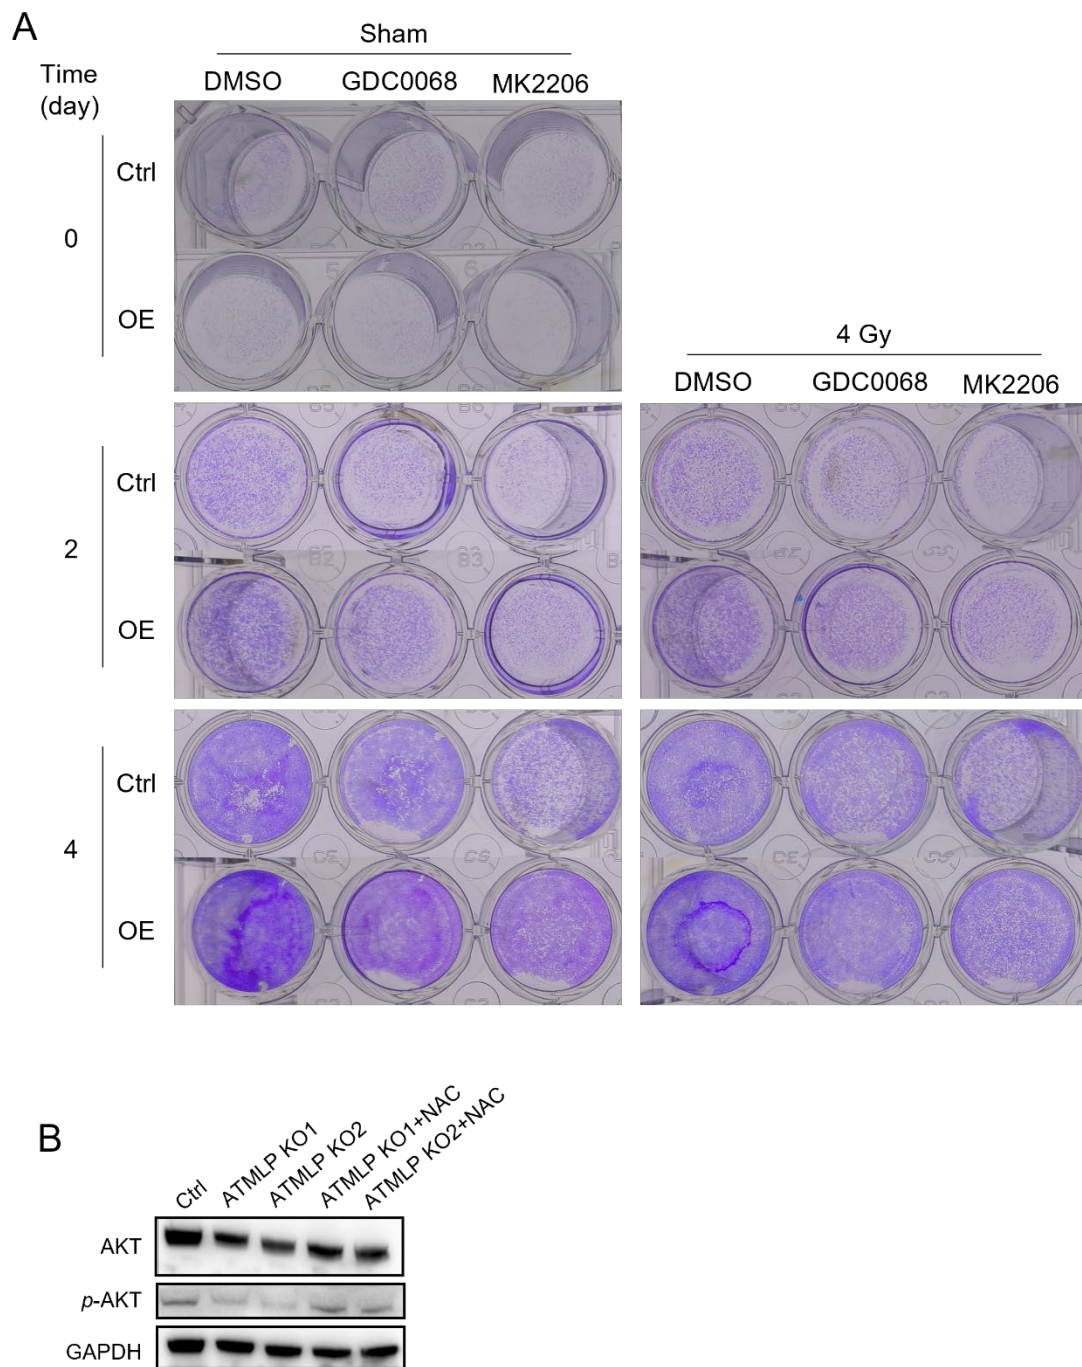 A
Sham
Time
(day)
DMSO GDC0068 MK2206
Ctrl
0
OE
4 Gy
DMSO GDC0068 MK2206
Ctrl
2
OE
Ctrl
4
OE
B
Ctrl
ATMLP KO1
ATMLP KO2
ATMLP KO1+NAC
ATMLP KO2+NAC
AKT
p-AKT
GAPDH